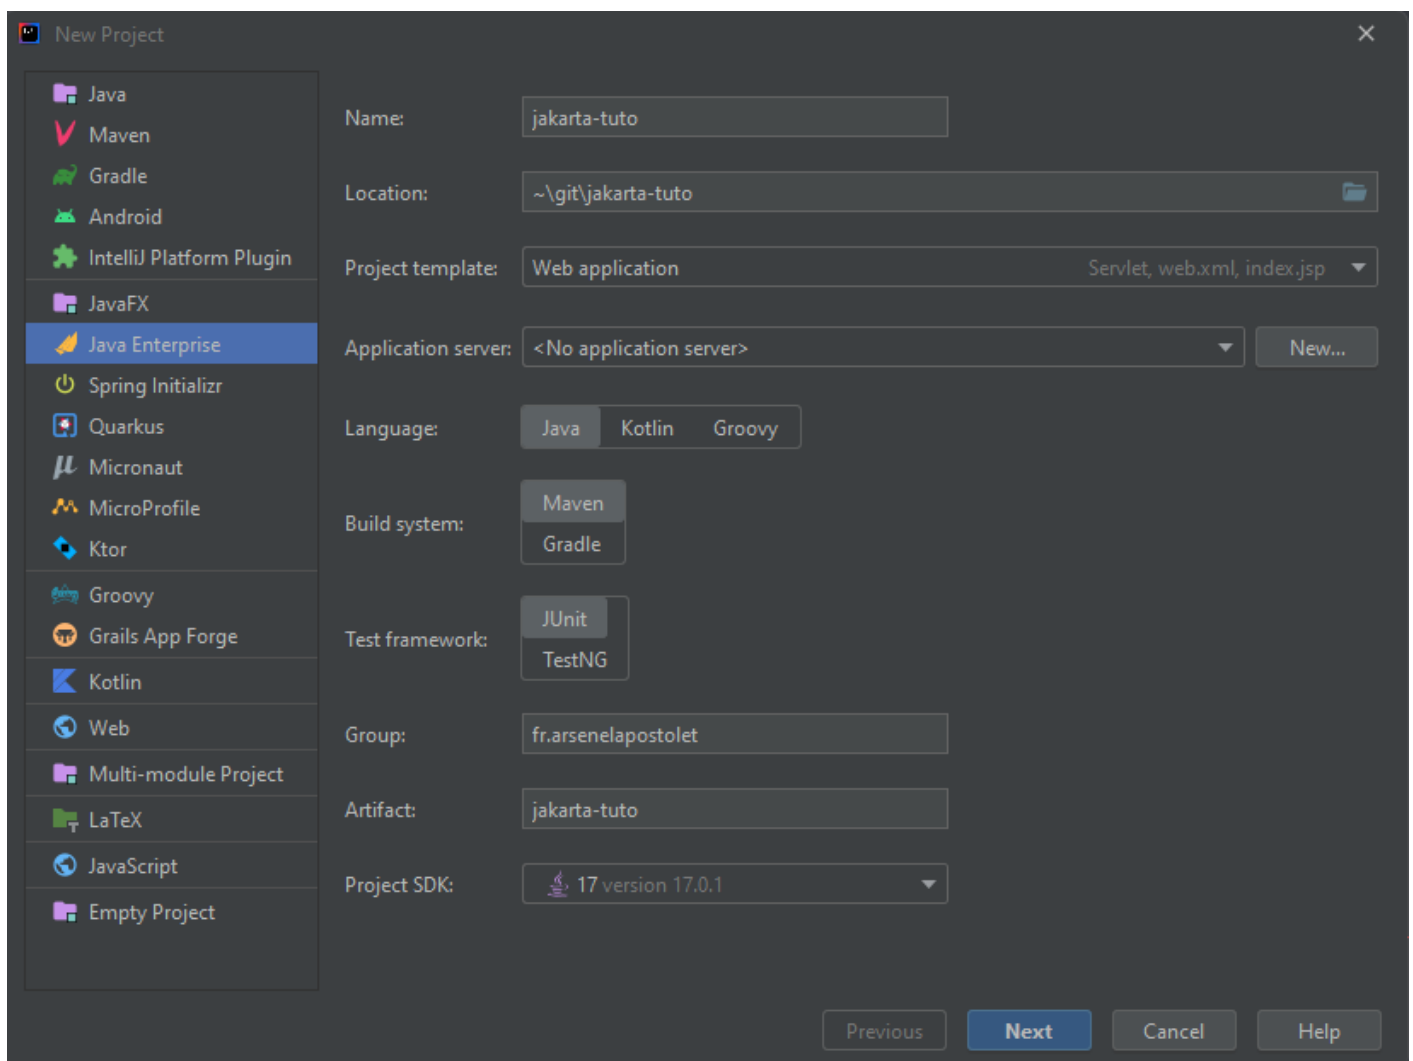 New Project
Java
Maven
Gradle
Android
IntelliJ Platform Plugin
JavaFX
Java Enterprise
Spring Initializr
Quarkus
Micronaut
MicroProfile
Ktor
Groovy
Grails App Forge
Kotlin
Web
Multi-module Project
LaTeX
JavaScript
Empty Project
Name: jakarta-tuto
Location: ~\git\jakarta-tuto
Project template: Web application Servlet, web.xml, index.jsp
Application server: <No application server> New...
Language: Java Kotlin Groovy
Build system: Maven
Gradle
Test framework: JUnit
TestNG
Group: fr.arsenelapostolet
Artifact: jakarta-tuto
Project SDK: 17 version 17.0.1
Previous Next Cancel Help